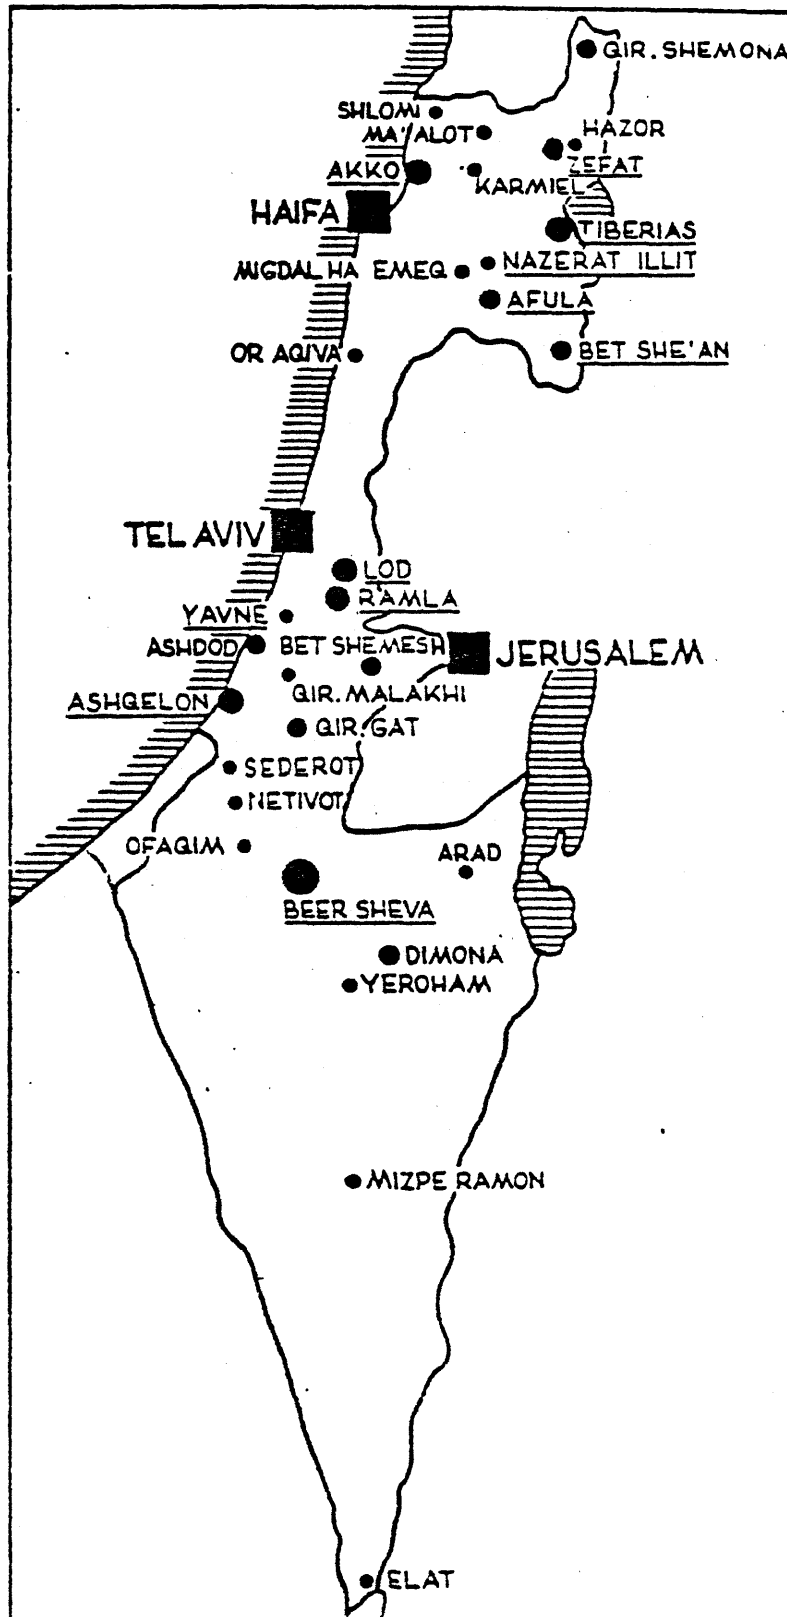 QIR. SHEMONA
SHLOMI
HAZOR
MA'ALOT
ZEFAT
AKKO
KARMIEL
HAIFA
TIBERIAS
NAZERAT ILLIT
MIGDAL HA EMEQ
AFULA
OR AQIVA
BET SHE'AN
TEL AVIV
LOD
RAMLA
YAVNE
ASHDOD
BET SHEMESH
JERUSALEM
QIR. MALAKHI
ASHQELON
QIR. GAT
SEDEROT
NETIVOT
OFAQIM
ARAD
BEER SHEVA
DIMONA
YEROHAM
MIZPE RAMON
ELAT